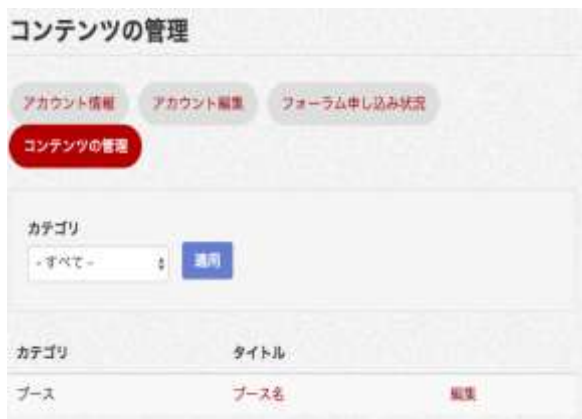 コンテンツの管理
アカウント情報 アカウント編集 フォーラム申し込み状況
コンテンツの管理
カテゴリ
- すべて - 適用
カテゴリ タイトル
ブース ブース名 編集